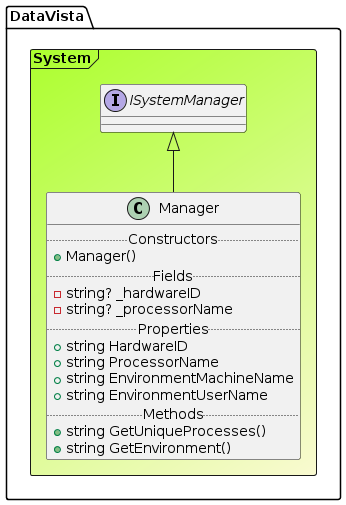 DataVista
System
I ISystemManager
C Manager
Constructors
Manager()
Fields
string? _hardwareID
string? _processorName
Properties
string HardwareID
string ProcessorName
string EnvironmentMachineName
string EnvironmentUserName
Methods
string GetUniqueProcesses()
string GetEnvironment()